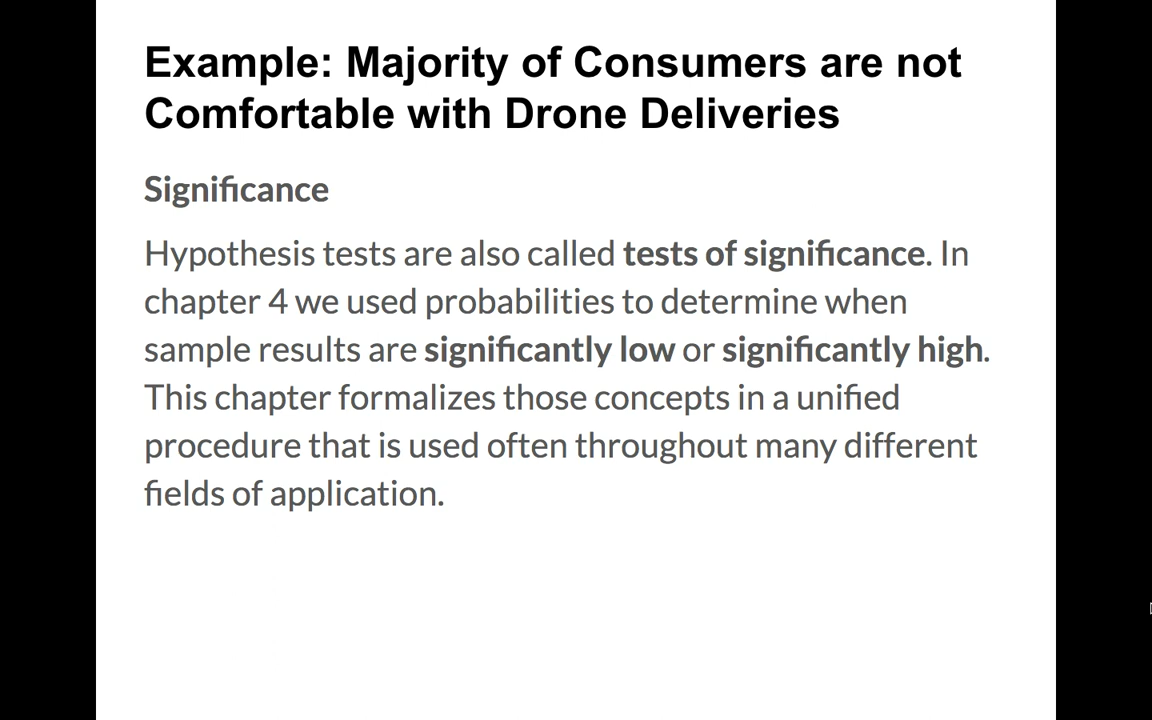 Example: Majority of Consumers are not
Comfortable with Drone Deliveries
Significance
Hypothesis tests are also called tests of significance. In
chapter 4 we used probabilities to determine when
sample results are significantly low or significantly high.
This chapter formalizes those concepts in a unified
procedure that is used often throughout many different
fields of application.